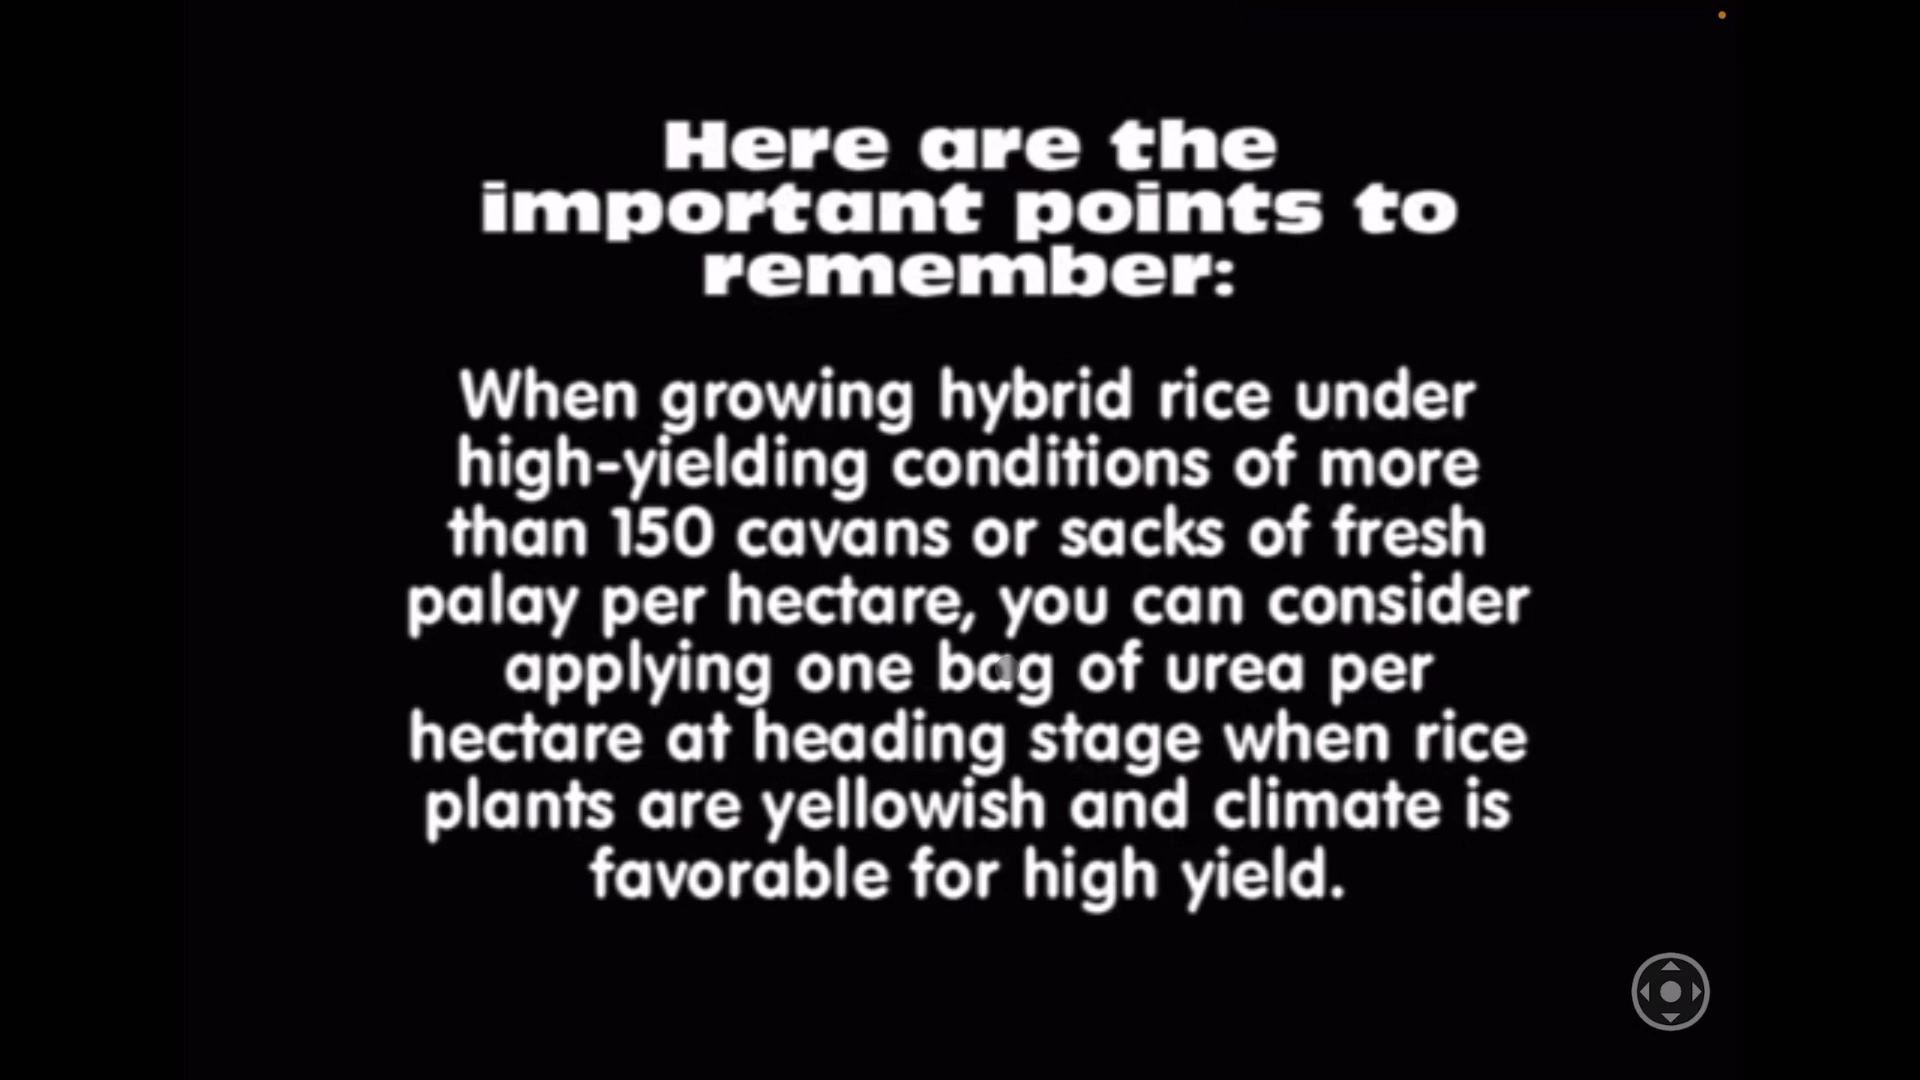 Here are the
important points to
remember:
When growing hybrid rice under
high-yielding conditions of more
than 150 cavans or sacks of fresh
palay per hectare, you can consider
applying one bag of urea per
hectare at heading stage when rice
plants are yellowish and climate is
favorable for high yield.